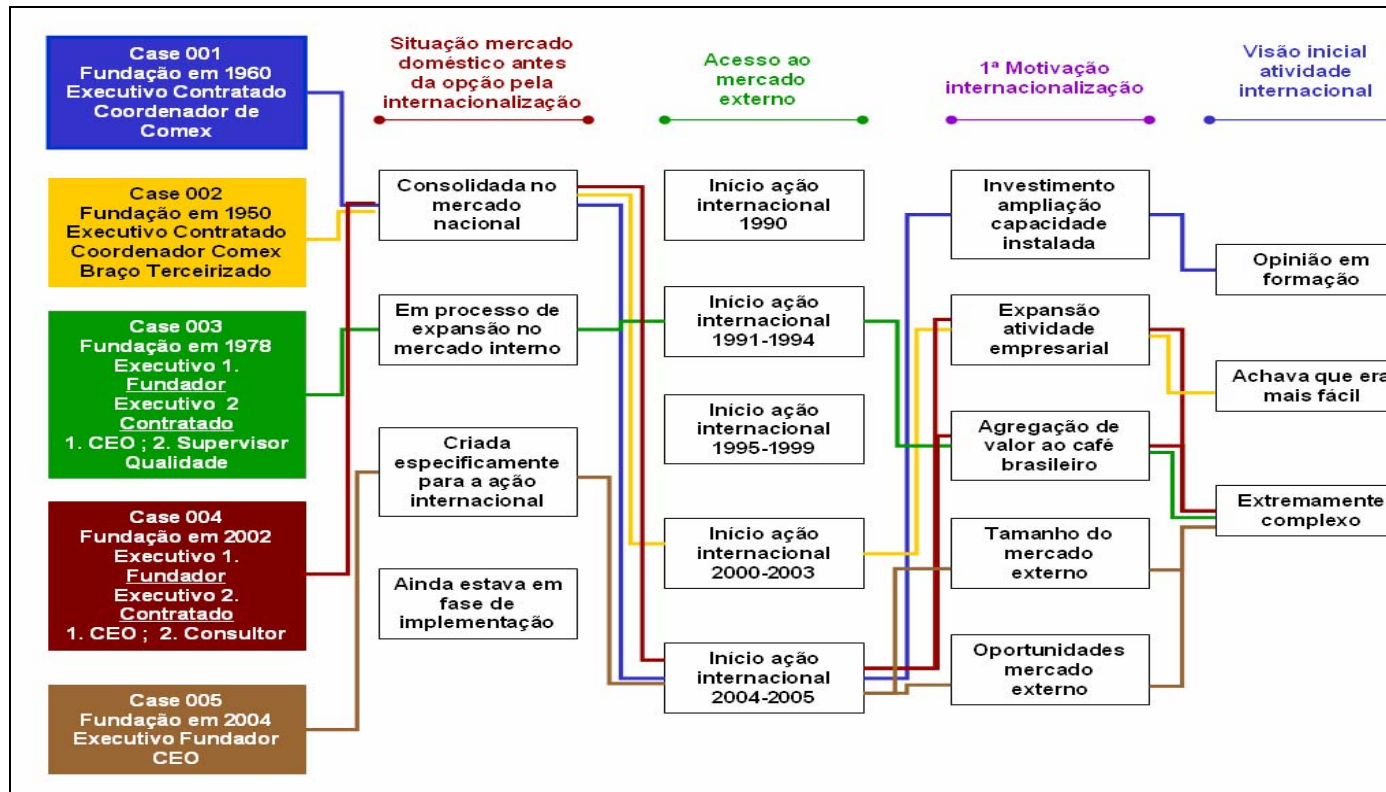 Case 001
Fundação em 1960
Executivo Contratado
Coordenador de
Comex
Case 002
Fundação em 1950
Executivo Contratado
Coordenador Comex
Braço Terceirizado
Case 003
Fundação em 1978
Executivo 1.
Fundador
Executivo 2
Contratado
1. CEO ; 2. Supervisor
Qualidade
Case 004
Fundação em 2002
Executivo 1.
Fundador
Executivo 2.
Contratado
1. CEO ; 2. Consultor
Case 005
Fundação em 2004
Executivo Fundador
CEO
Situação mercado
doméstico antes
da opção pela
internacionalização
Consolidada no
mercado
nacional
Em processo de
expansão no
mercado interno
Criada
especificamente
para a ação
internacional
Ainda estava em
fase de
implementação
Acesso ao
mercado
externo
Início ação
internacional
1990
Início ação
internacional
1991-1994
Início ação
internacional
1995-1999
Início ação
internacional
2000-2003
Início ação
internacional
2004-2005
1ª Motivação
internacionalização
Investimento
ampliação
capacidade
instalada
Expansão
atividade
empresarial
Agregação de
valor ao café
brasileiro
Tamanho do
mercado
externo
Oportunidades
mercado
externo
Visão inicial
atividade
internacional
Opinião em
formação
Achava que era
mais fácil
Extremamente
complexo